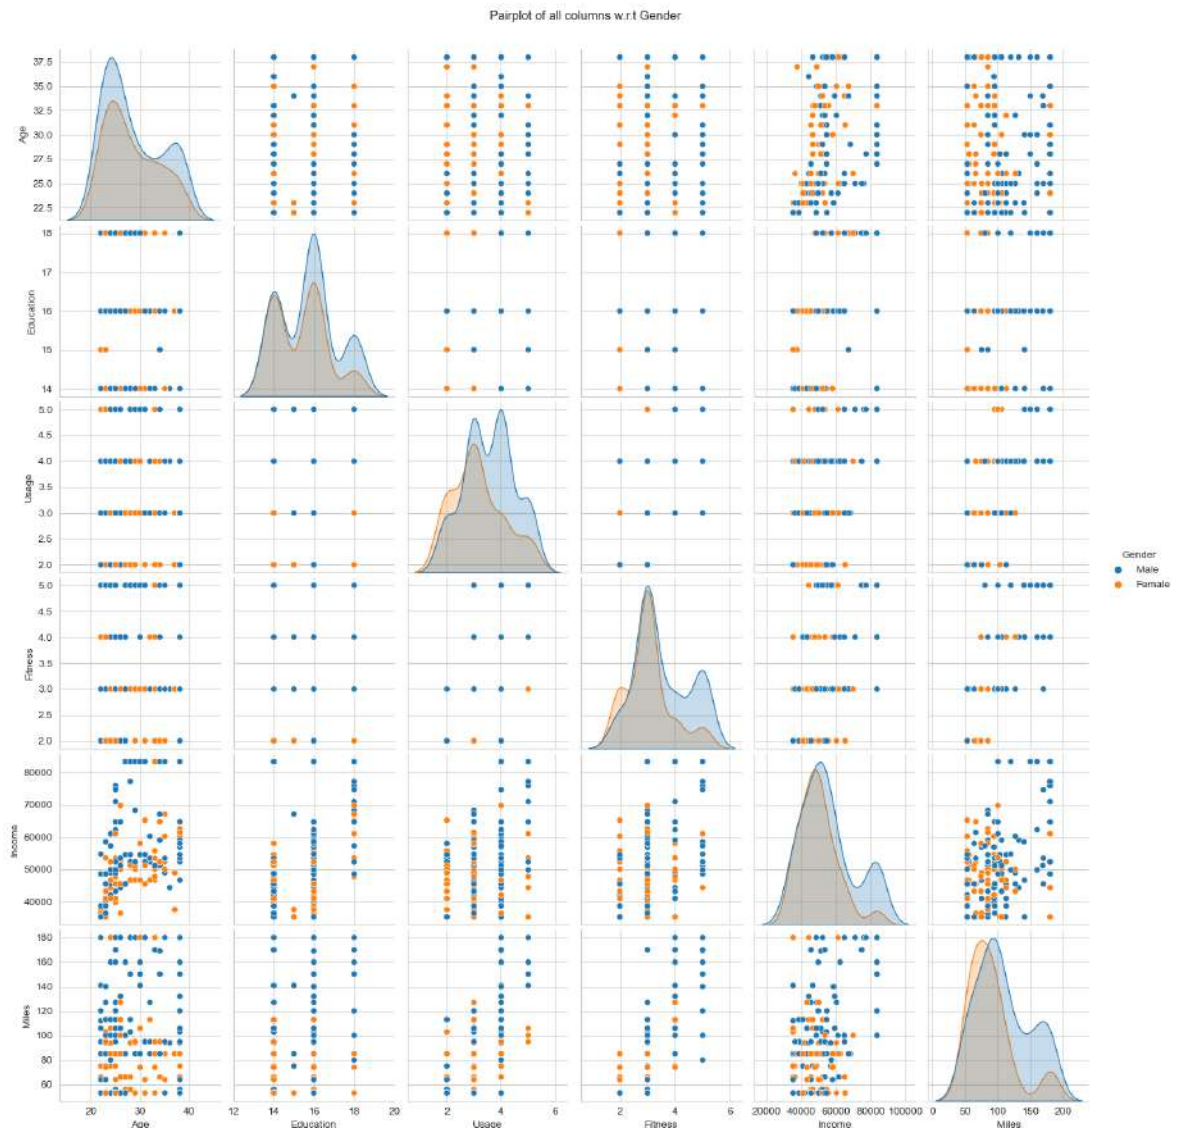 Pairplot of all columns w.r.t Gender
37.5
35.0
32.5
30.0
27.5
25.0
22.5
Age
18
17
16
15
14
Education
5.0
4.5
4.0
3.5
3.0
2.5
2.0
Usage
5.0
4.5
4.0
3.5
3.0
2.5
2.0
Fitness
80000
70000
60000
50000
40000
Income
180
160
140
120
100
80
60
Miles
20 30
Age
12 14 16 18 20
Education
2 4 6
Usage
2 4 6
Fitness
20000 40000 60000 80000 100000
Income
0 50 100 150 200
Miles
Gender
Male
Female